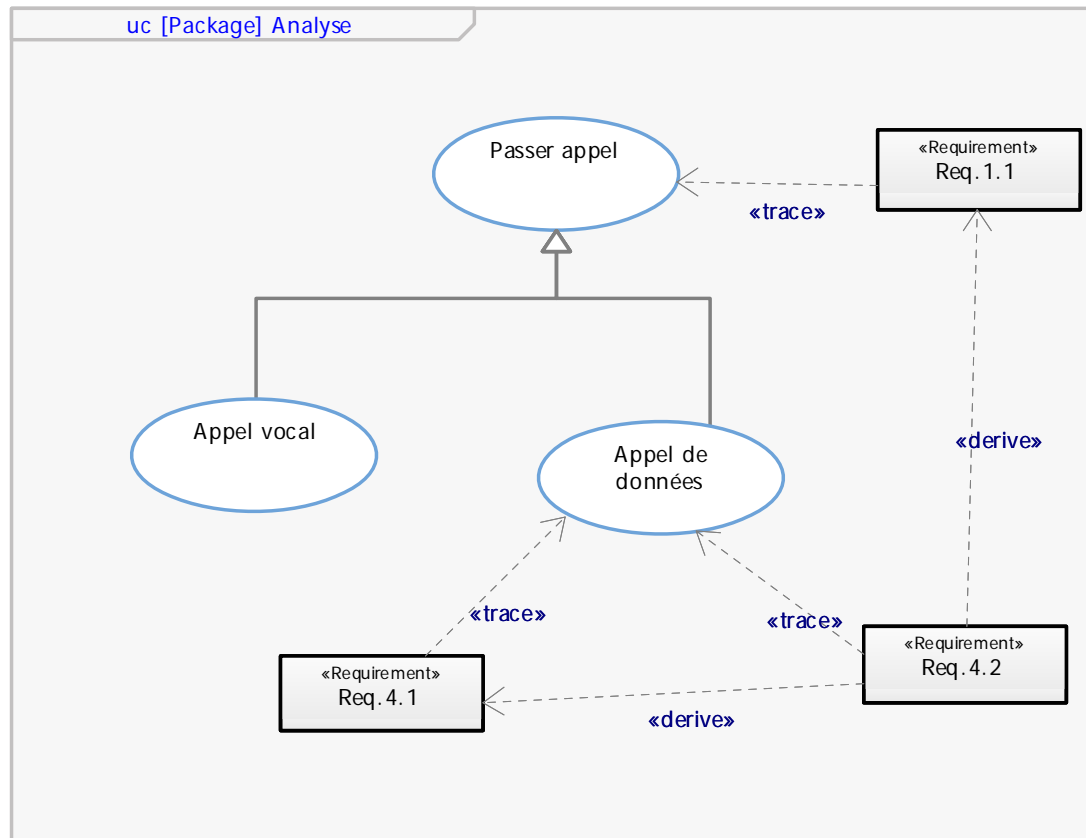 uc [Package] Analyse
Passer appel
«Requirement»
Req.1.1
«trace»
Appel vocal
Appel de
données
«derive»
«trace»
«trace»
«Requirement»
Req.4.2
«Requirement»
Req.4.1
«derive»